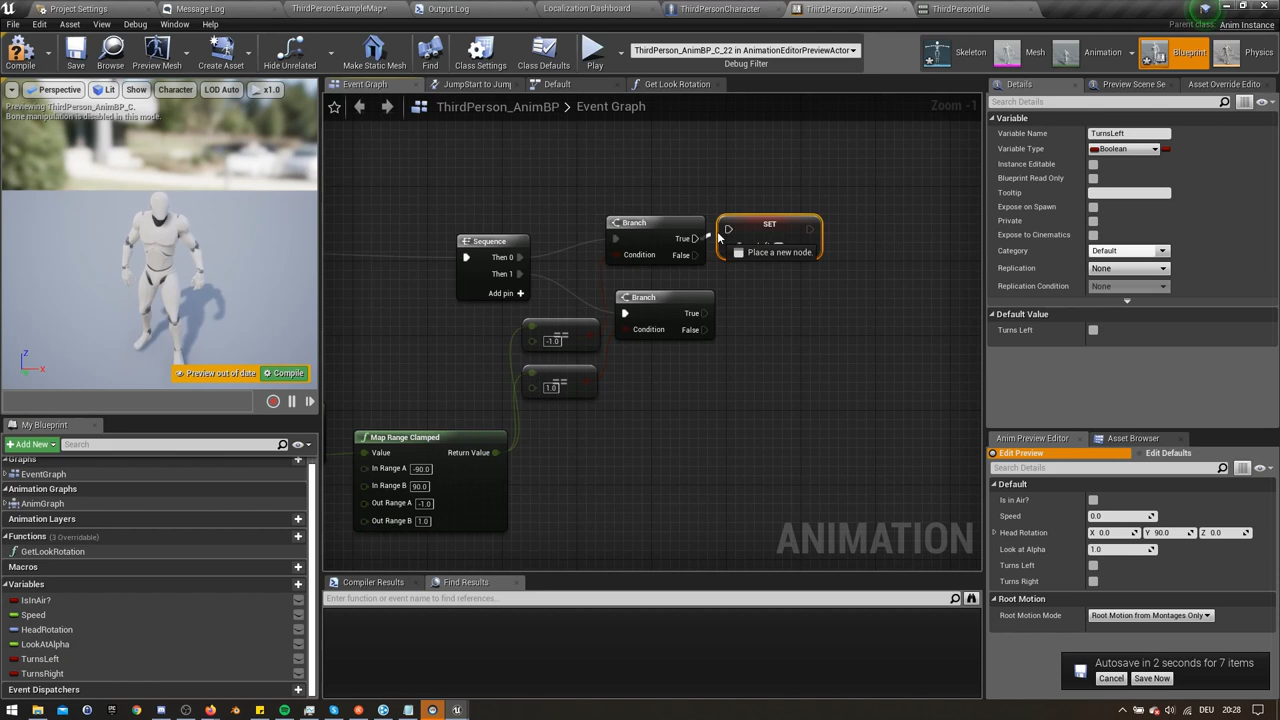 Project Settings
Message Log
ThirdPersonExampleMap•
Output Log
Localization Dashboard
ThirdPersonCharacter
ThirdPerson_AnimBP•
ThirdPersonIdle
File Edit Asset View Debug Window Help
Parent class: Anim Instance
Compile
Save
Browse
Preview Mesh
Create Asset
Hide Unrelated
Make Static Mesh
Find
Class Settings
Class Defaults
Play
ThirdPerson_AnimBP_C_22 in AnimationEditorPreviewActor
Debug Filter
Skeleton
Mesh
Animation
Blueprint
Physics
Perspective Lit Show Character LOD Auto x1.0
Previewing ThirdPerson_AnimBP_C.
Bone manipulation is disabled in this mode.
Z
X
Preview out of date
Compile
Event Graph
JumpStart to Jump
Default
Get Look Rotation
ThirdPerson_AnimBP > Event Graph
Zoom -1
Sequence
Then 0
Then 1
Add pin +
Branch
True
Condition
False
SET
Place a new node.
Branch
True
Condition
False
==
-1.0
==
1.0
Map Range Clamped
Value
Return Value
In Range A -90.0
In Range B 90.0
Out Range A -1.0
Out Range B 1.0
ANIMATION
My Blueprint
Add New
Search
Graphs
EventGraph
Animation Graphs
AnimGraph
Animation Layers
Functions (3 Overridable)
GetLookRotation
Macros
Variables
IsInAir?
Speed
HeadRotation
LookAtAlpha
TurnsLeft
TurnsRight
Event Dispatchers
Compiler Results
Find Results
Enter function or event name to find references...
Details
Preview Scene Se
Asset Override Edito
Search Details
Variable
Variable Name TurnsLeft
Variable Type Boolean
Instance Editable
Blueprint Read Only
Tooltip
Expose on Spawn
Private
Expose to Cinematics
Category Default
Replication None
Replication Condition None
Default Value
Turns Left
Anim Preview Editor
Asset Browser
Edit Preview
Edit Defaults
Search Details
Default
Is in Air?
Speed 0.0
Head Rotation X 0.0 Y 90.0 Z 0.0
Look at Alpha 1.0
Turns Left
Turns Right
Root Motion
Root Motion Mode Root Motion from Montages Only
Autosave in 2 seconds for 7 items
Cancel Save Now
DEU 20:28